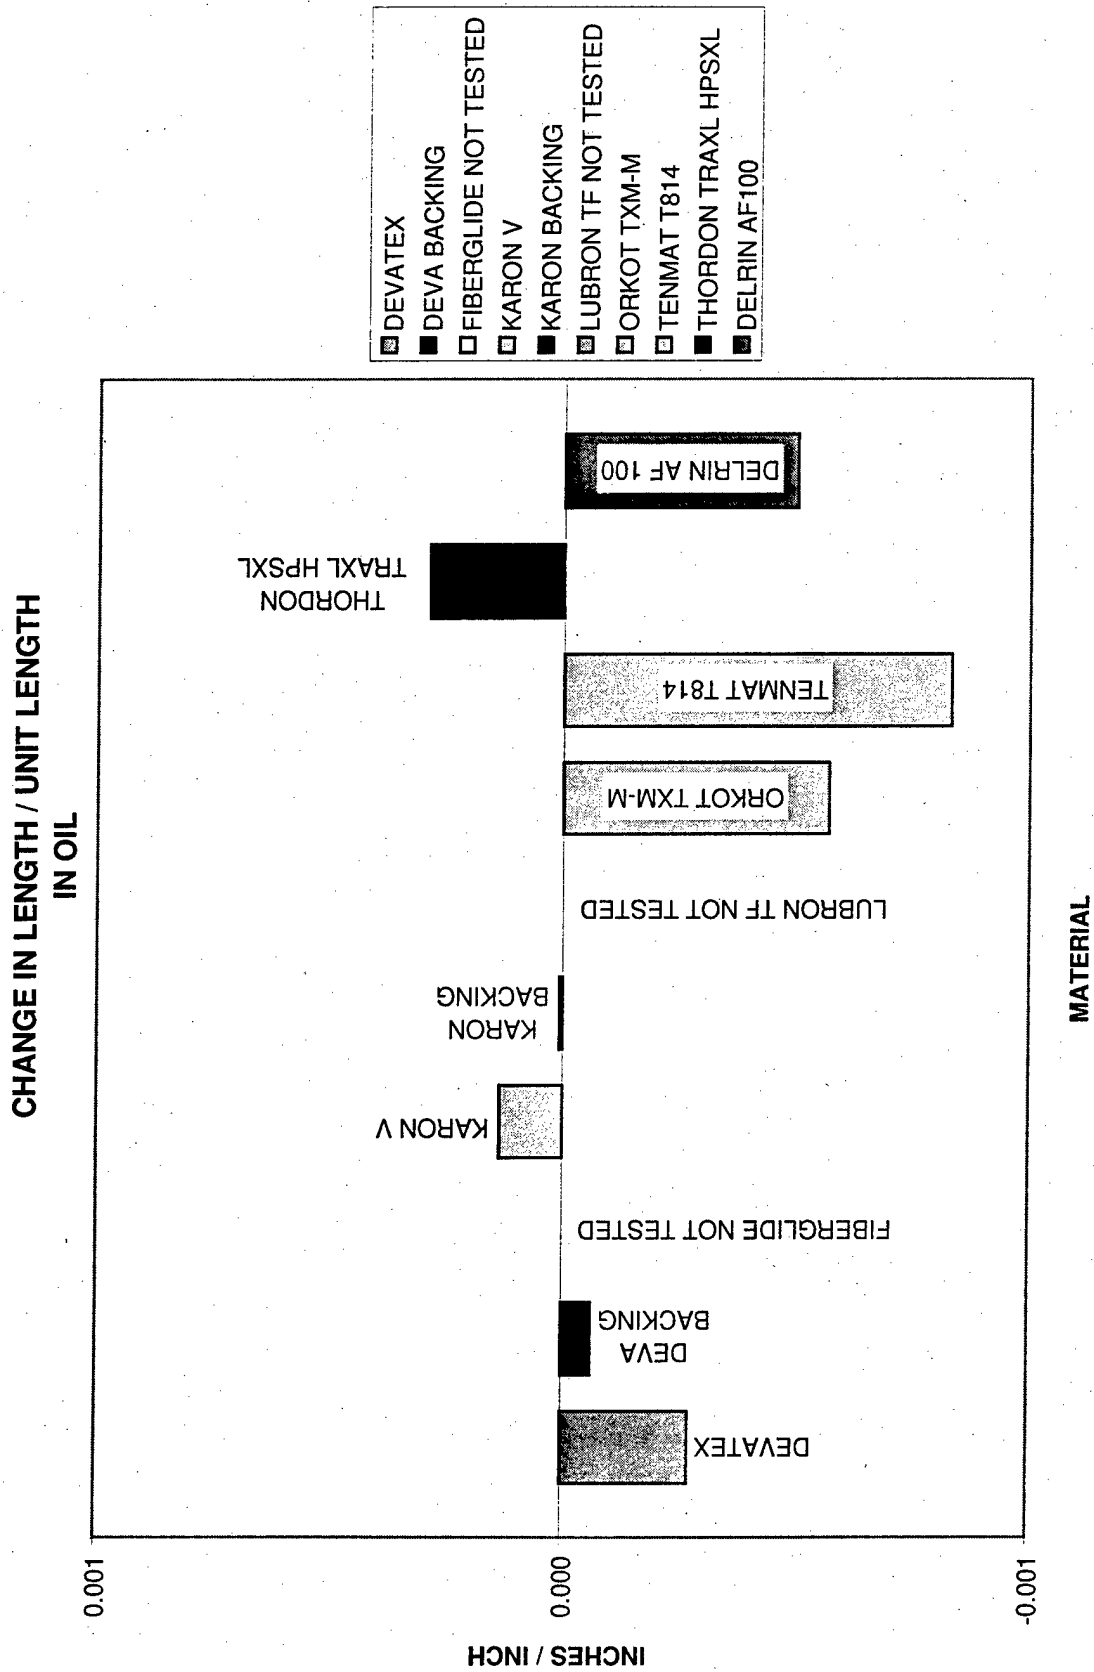 CHANGE IN LENGTH / UNIT LENGTH
IN OIL
INCHES / INCH
0.001
0.000
-0.001
DEVATEX
DEVA
BACKING
FIBERGLIDE NOT TESTED
KARON V
KARON
BACKING
LUBRON TF NOT TESTED
ORKOT TXM-M
TENMAT T814
THORDON
TRAXL HPSXL
DELRIN AF 100
MATERIAL
DEVATEX
DEVA BACKING
FIBERGLIDE NOT TESTED
KARON V
KARON BACKING
LUBRON TF NOT TESTED
ORKOT TXM-M
TENMAT T814
THORDON TRAXL HPSXL
DELRIN AF100